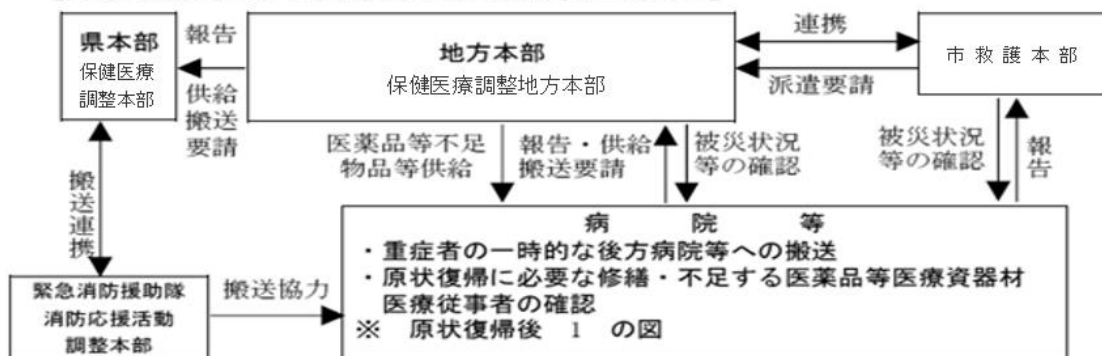 県本部
保健医療
調整本部
報告
供給
搬送
要請
地方本部
保健医療調整地方本部
連携
派遣要請
市救護本部
医薬品等不足
物品等供給
報告・供給
搬送要請
被災状況
等の確認
被災状況
等の確認
報告
搬送連携
病院等
・重症者の一時的な後方病院等への搬送
・原状復帰に必要な修繕・不足する医薬品等医療資器材
医療従事者の確認
※ 原状復帰後 1 の図
緊急消防援助隊
消防応援活動
調整本部
搬送協力